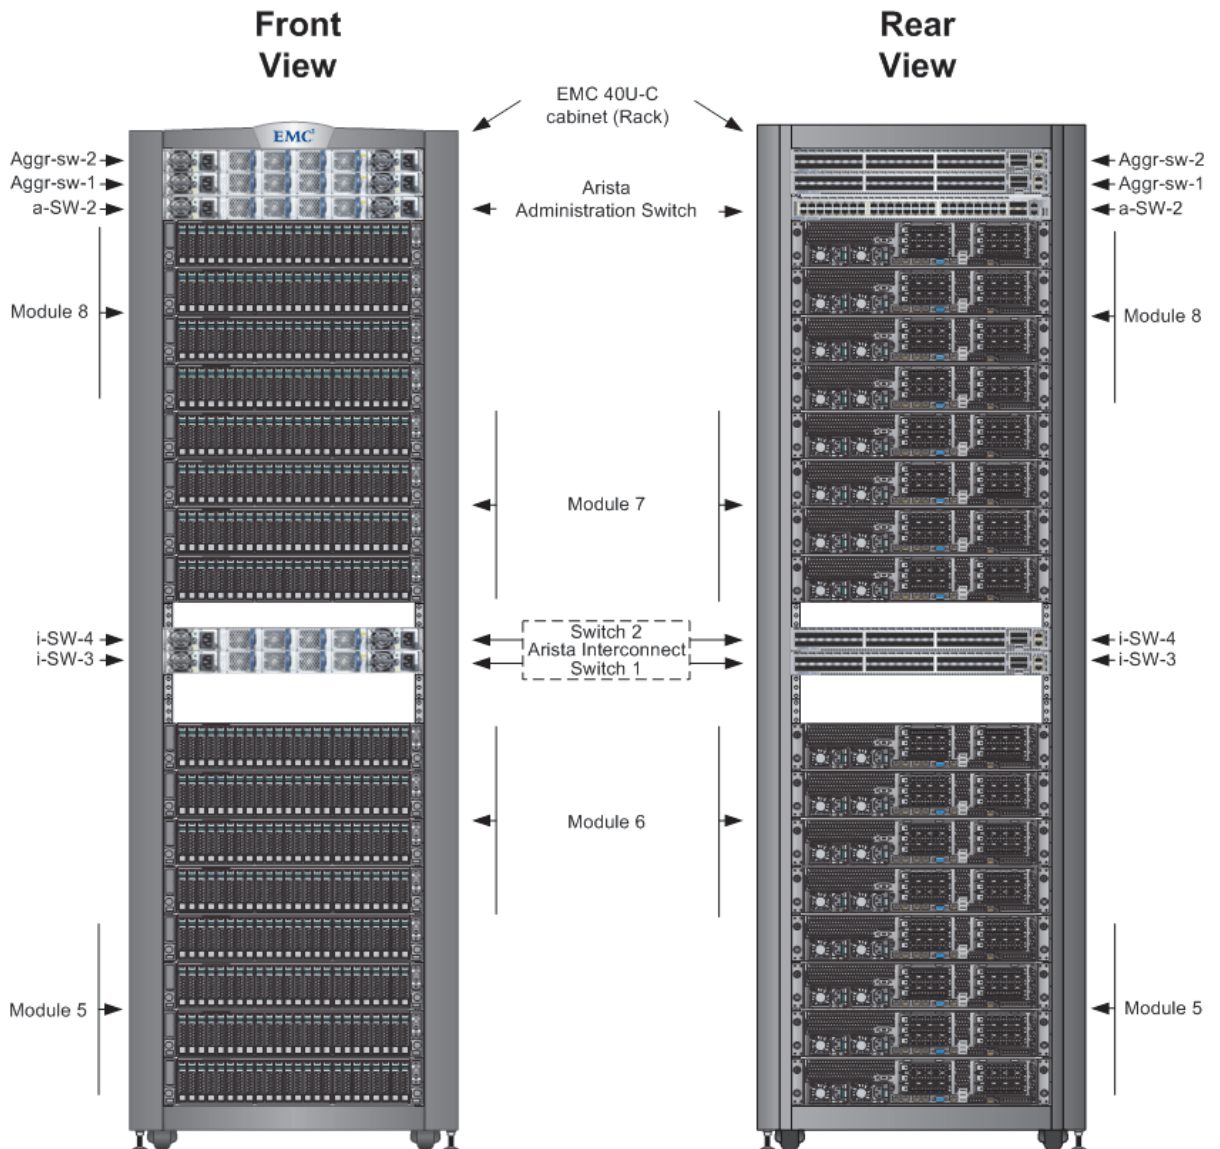 Front
View
Rear
View
EMC 40U-C
cabinet (Rack)
EMC²
Aggr-sw-2
Aggr-sw-1
a-SW-2
Arista
Administration Switch
Aggr-sw-2
Aggr-sw-1
a-SW-2
Module 8
Module 8
Module 7
i-SW-4
i-SW-3
Switch 2
Arista Interconnect
Switch 1
i-SW-4
i-SW-3
Module 6
Module 5
Module 5